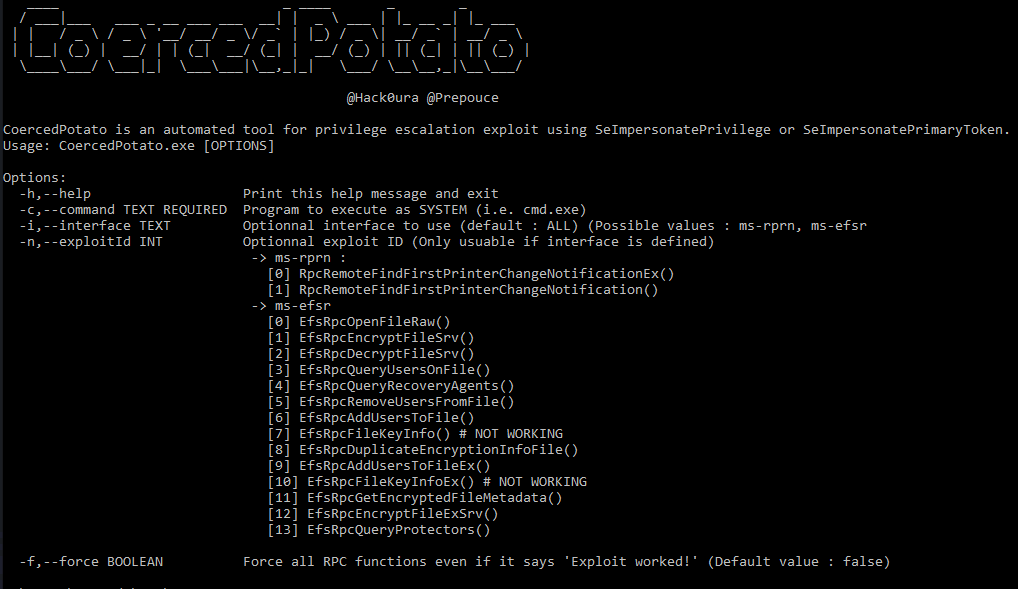 CoercedPotato
@Hack0ura @Prepouce
CoercedPotato is an automated tool for privilege escalation exploit using SeImpersonatePrivilege or SeImpersonatePrimaryToken.
Usage: CoercedPotato.exe [OPTIONS]
Options:
-h,--help Print this help message and exit
-c,--command TEXT REQUIRED Program to execute as SYSTEM (i.e. cmd.exe)
-i,--interface TEXT Optionnal interface to use (default : ALL) (Possible values : ms-rprn, ms-efsr
-n,--exploitId INT Optionnal exploit ID (Only usuable if interface is defined)
-> ms-rprn :
[0] RpcRemoteFindFirstPrinterChangeNotificationEx()
[1] RpcRemoteFindFirstPrinterChangeNotification()
-> ms-efsr
[0] EfsRpcOpenFileRaw()
[1] EfsRpcEncryptFileSrv()
[2] EfsRpcDecryptFileSrv()
[3] EfsRpcQueryUsersOnFile()
[4] EfsRpcQueryRecoveryAgents()
[5] EfsRpcRemoveUsersFromFile()
[6] EfsRpcAddUsersToFile()
[7] EfsRpcFileKeyInfo() # NOT WORKING
[8] EfsRpcDuplicateEncryptionInfoFile()
[9] EfsRpcAddUsersToFileEx()
[10] EfsRpcFileKeyInfoEx() # NOT WORKING
[11] EfsRpcGetEncryptedFileMetadata()
[12] EfsRpcEncryptFileExSrv()
[13] EfsRpcQueryProtectors()
-f,--force BOOLEAN Force all RPC functions even if it says 'Exploit worked!' (Default value : false)